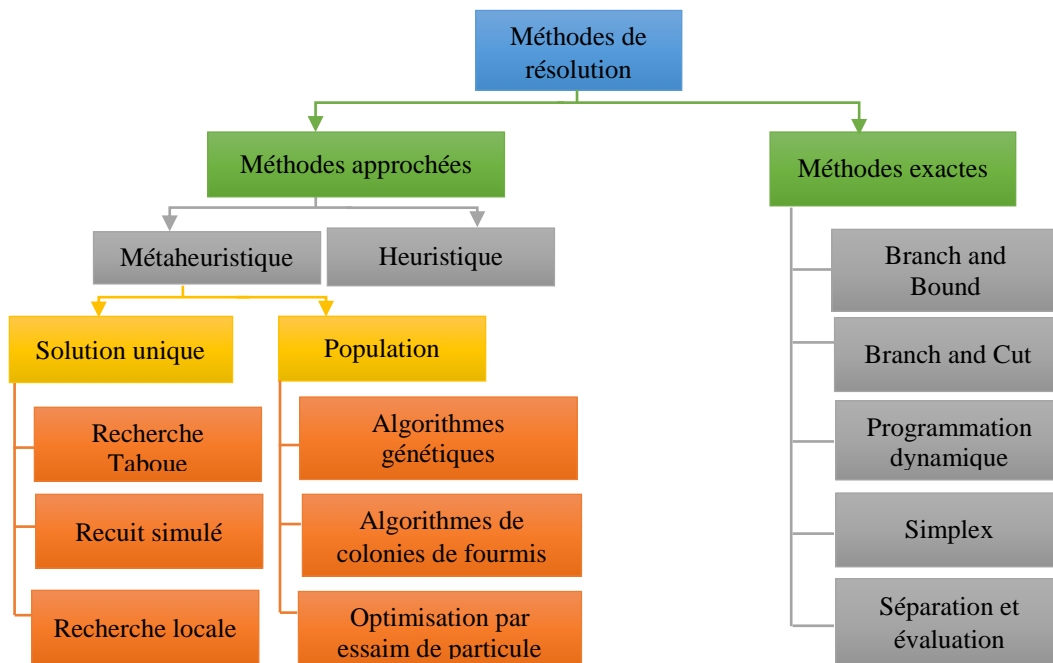 Méthodes de
résolution
Méthodes approchées
Méthodes exactes
Métaheuristique
Heuristique
Solution unique
Population
Recherche
Taboue
Recuit simulé
Recherche locale
Algorithmes
génétiques
Algorithmes de
colonies de fourmis
Optimisation par
essaim de particule
Branch and
Bound
Branch and Cut
Programmation
dynamique
Simplex
Séparation et
évaluation